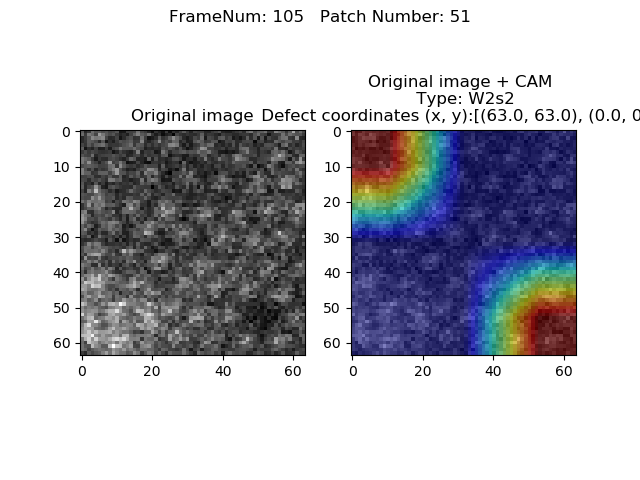 FrameNum: 105   Patch Number: 51
Original image + CAM
Type: W2s2
Original image
Defect coordinates (x, y):[(63.0, 63.0), (0.0, 0
0
10
20
30
40
50
60
0 20 40 60
0
10
20
30
40
50
60
0 20 40 60